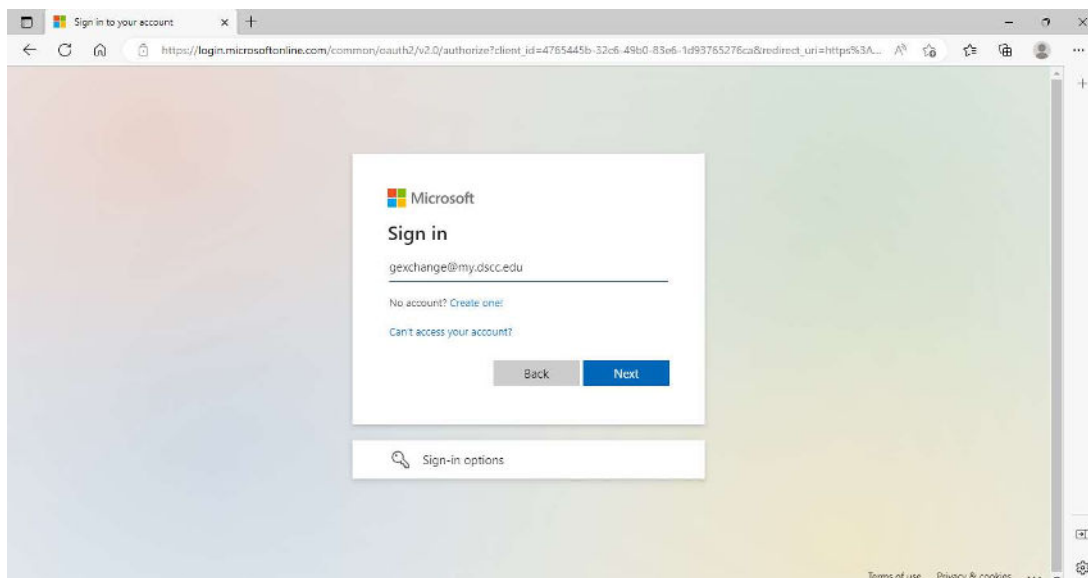 Sign in to your account
https://login.microsoftonline.com/common/oauth2/v2.0/authorize?client_id=4765445b-32c6-49b0-83e6-1d93765276ca&redirect_uri=https%3A...
Microsoft
Sign in
gexchange@my.dscc.edu
No account? Create one!
Can't access your account?
Back
Next
Sign-in options
Terms of use Privacy & cookies